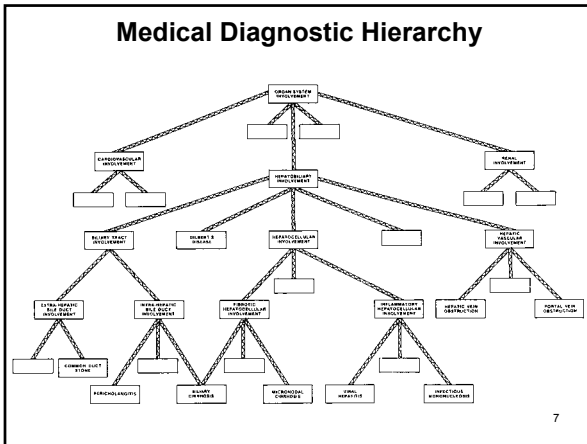 Medical Diagnostic Hierarchy
ORGAN SYSTEM
INVOLVEMENT
CARDIOVASCULAR
INVOLVEMENT
HEPATOBILIARY
INVOLVEMENT
RENAL
INVOLVEMENT
BILIARY TRACT
INVOLVEMENT
GILBERT'S
DISEASE
HEPATOCELLULAR
INVOLVEMENT
HEPATIC
VASCULAR
INVOLVEMENT
EXTRA HEPATIC
BILE DUCT
INVOLVEMENT
INTRA HEPATIC
BILE DUCT
INVOLVEMENT
FIBROTIC
HEPATOCELLULAR
INVOLVEMENT
INFLAMMATORY
HEPATOCELLULAR
INVOLVEMENT
HEPATIC VEIN
OBSTRUCTION
PORTAL VEIN
OBSTRUCTION
COMMON DUCT
STONE
PERICHOLANGITIS
BILIARY
CIRRHOSIS
MICRONODAL
CIRRHOSIS
VIRAL
HEPATITIS
INFECTIOUS
MONONUCLEOSIS
7